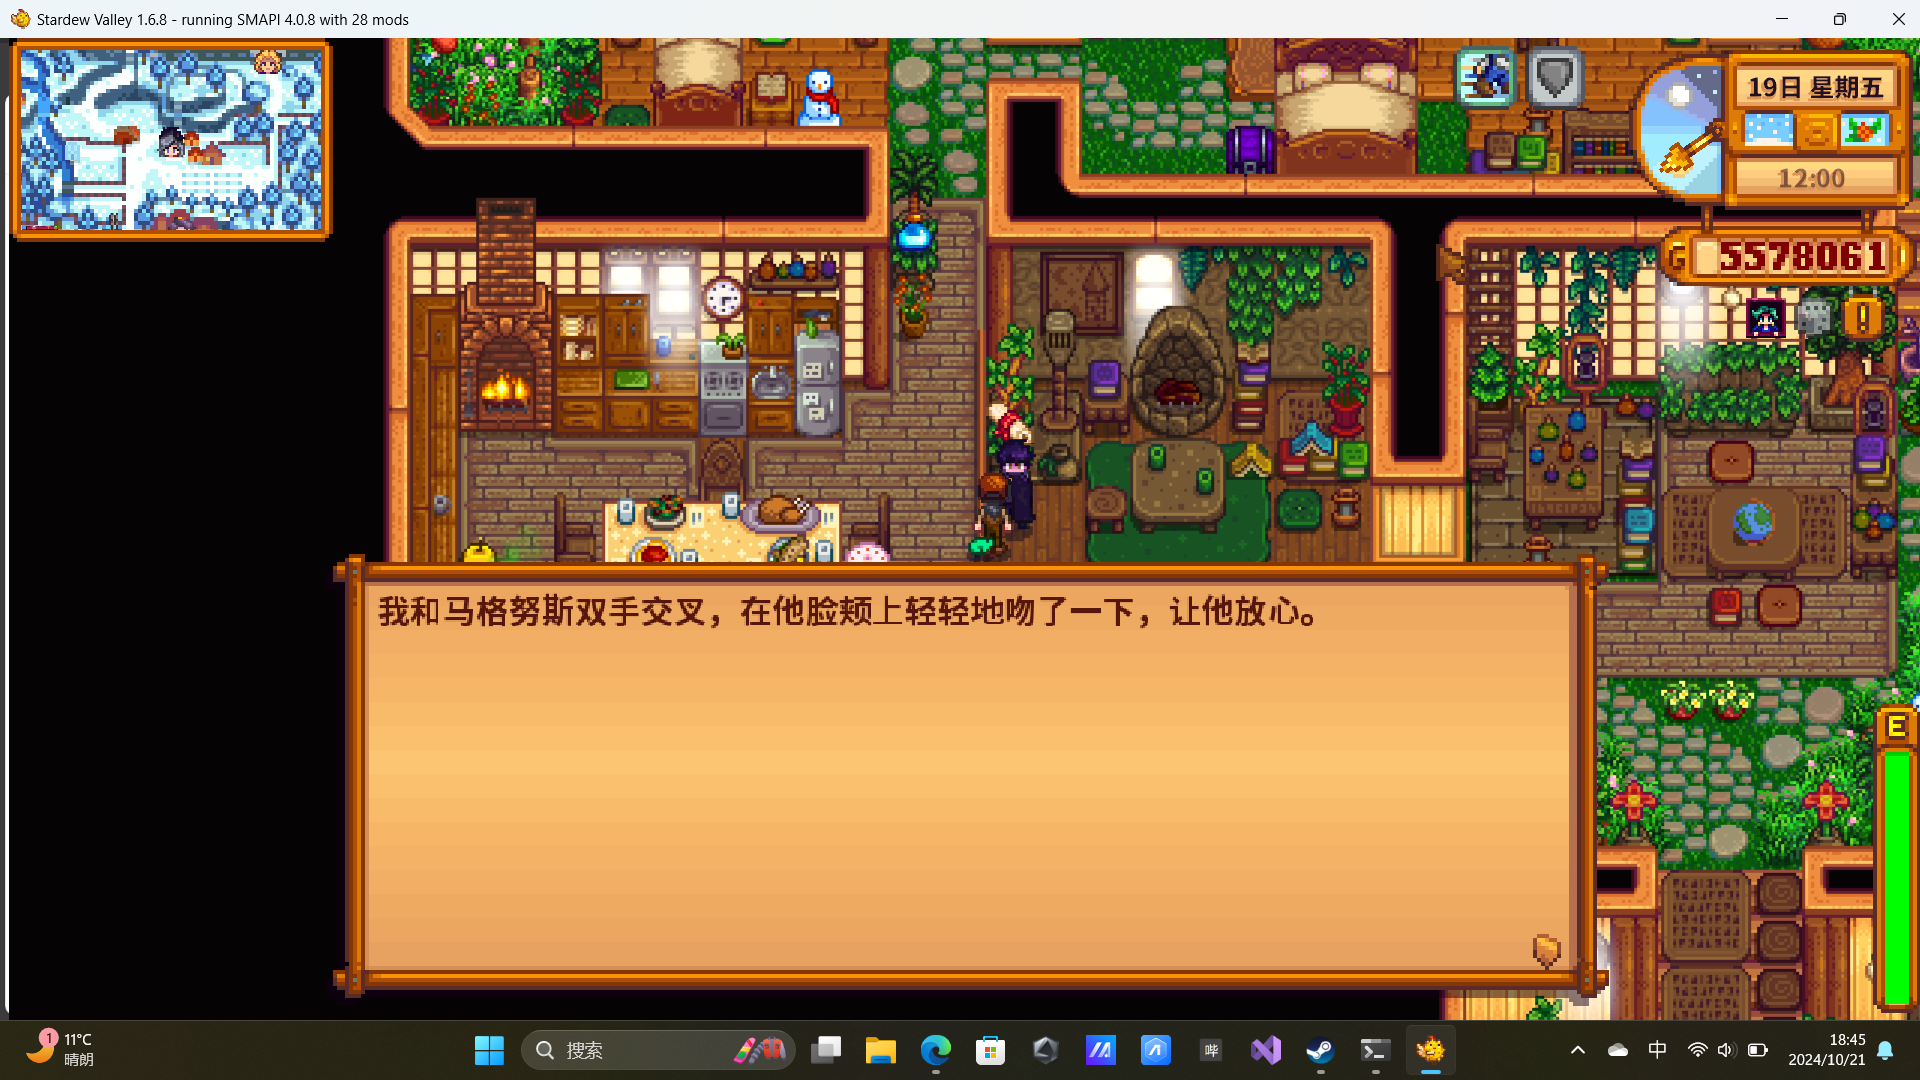 Stardew Valley 1.6.8 - running SMAPI 4.0.8 with 28 mods
19日 星期五
12:00
G 5578061
!
我和马格努斯双手交叉，在他脸颊上轻轻地吻了一下，让他放心。
E
1
11°C
晴朗
搜索
哔
中
18:45
2024/10/21